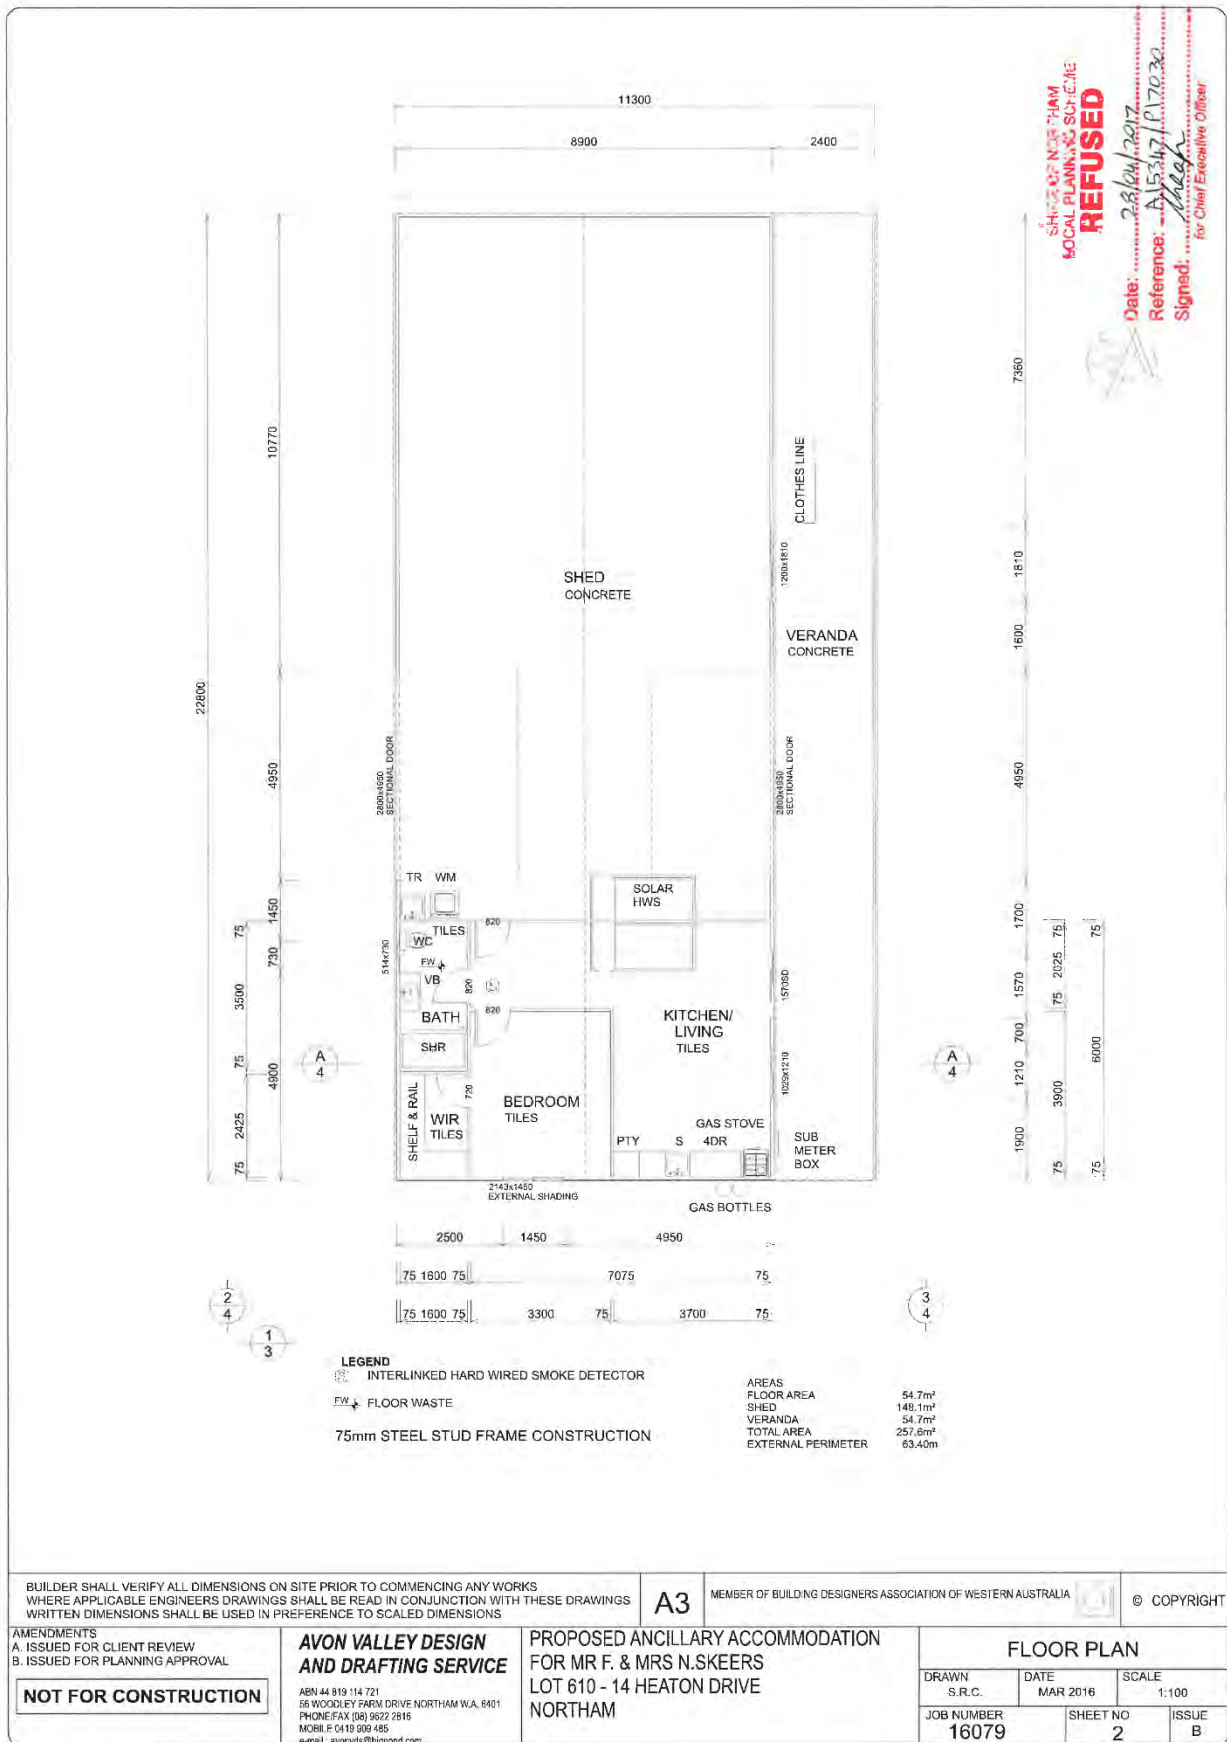 SHIRE OF NORTHAM
LOCAL PLANNING SCHEME
REFUSED
Date: 28/04/2017
Reference: A15347/P17030
Signed:
for Chief Executive Officer
11300
8900
2400
22800
10770
4950
1450
730
4900
75
3500
75
2425
75
7360
1810
1600
4950
1700
1570
700
1210
1900
75
2025
75
3900
75
75
6000
75
CLOTHES LINE
1200x1810
SHED
CONCRETE
VERANDA
CONCRETE
2800x4950
SECTIONAL DOOR
2800x4950
SECTIONAL DOOR
TR WM
SOLAR
HWS
TILES
820
WC
514x730
FW
VB
820
820
BATH
1570SD
KITCHEN/
LIVING
TILES
SHR
A
4
A
4
1029x1210
720
SHELF & RAIL
WIR
TILES
BEDROOM
TILES
GAS STOVE
PTY S 4DR
SUB
METER
BOX
2143x1450
EXTERNAL SHADING
GAS BOTTLES
2500 1450 4950
75 1600 75 7075 75
75 1600 75 3300 75 3700 75
2
4
1
3
3
4
LEGEND
INTERLINKED HARD WIRED SMOKE DETECTOR
FW FLOOR WASTE
75mm STEEL STUD FRAME CONSTRUCTION
AREAS
FLOOR AREA 54.7m²
SHED 148.1m²
VERANDA 54.7m²
TOTAL AREA 257.6m²
EXTERNAL PERIMETER 63.40m
BUILDER SHALL VERIFY ALL DIMENSIONS ON SITE PRIOR TO COMMENCING ANY WORKS
WHERE APPLICABLE ENGINEERS DRAWINGS SHALL BE READ IN CONJUNCTION WITH THESE DRAWINGS
WRITTEN DIMENSIONS SHALL BE USED IN PREFERENCE TO SCALED DIMENSIONS
A3
MEMBER OF BUILDING DESIGNERS ASSOCIATION OF WESTERN AUSTRALIA
© COPYRIGHT
AMENDMENTS
A. ISSUED FOR CLIENT REVIEW
B. ISSUED FOR PLANNING APPROVAL
NOT FOR CONSTRUCTION
AVON VALLEY DESIGN
AND DRAFTING SERVICE
ABN 44 819 114 721
56 WOODLEY FARM DRIVE NORTHAM W.A. 6401
PHONE/FAX (08) 9622 2816
MOBILE 0419 909 485
e-mail : avonvds@bigpond.com
PROPOSED ANCILLARY ACCOMMODATION
FOR MR F. & MRS N.SKEERS
LOT 610 - 14 HEATON DRIVE
NORTHAM
FLOOR PLAN
DRAWN
S.R.C.
DATE
MAR 2016
SCALE
1:100
JOB NUMBER
16079
SHEET NO
2
ISSUE
B